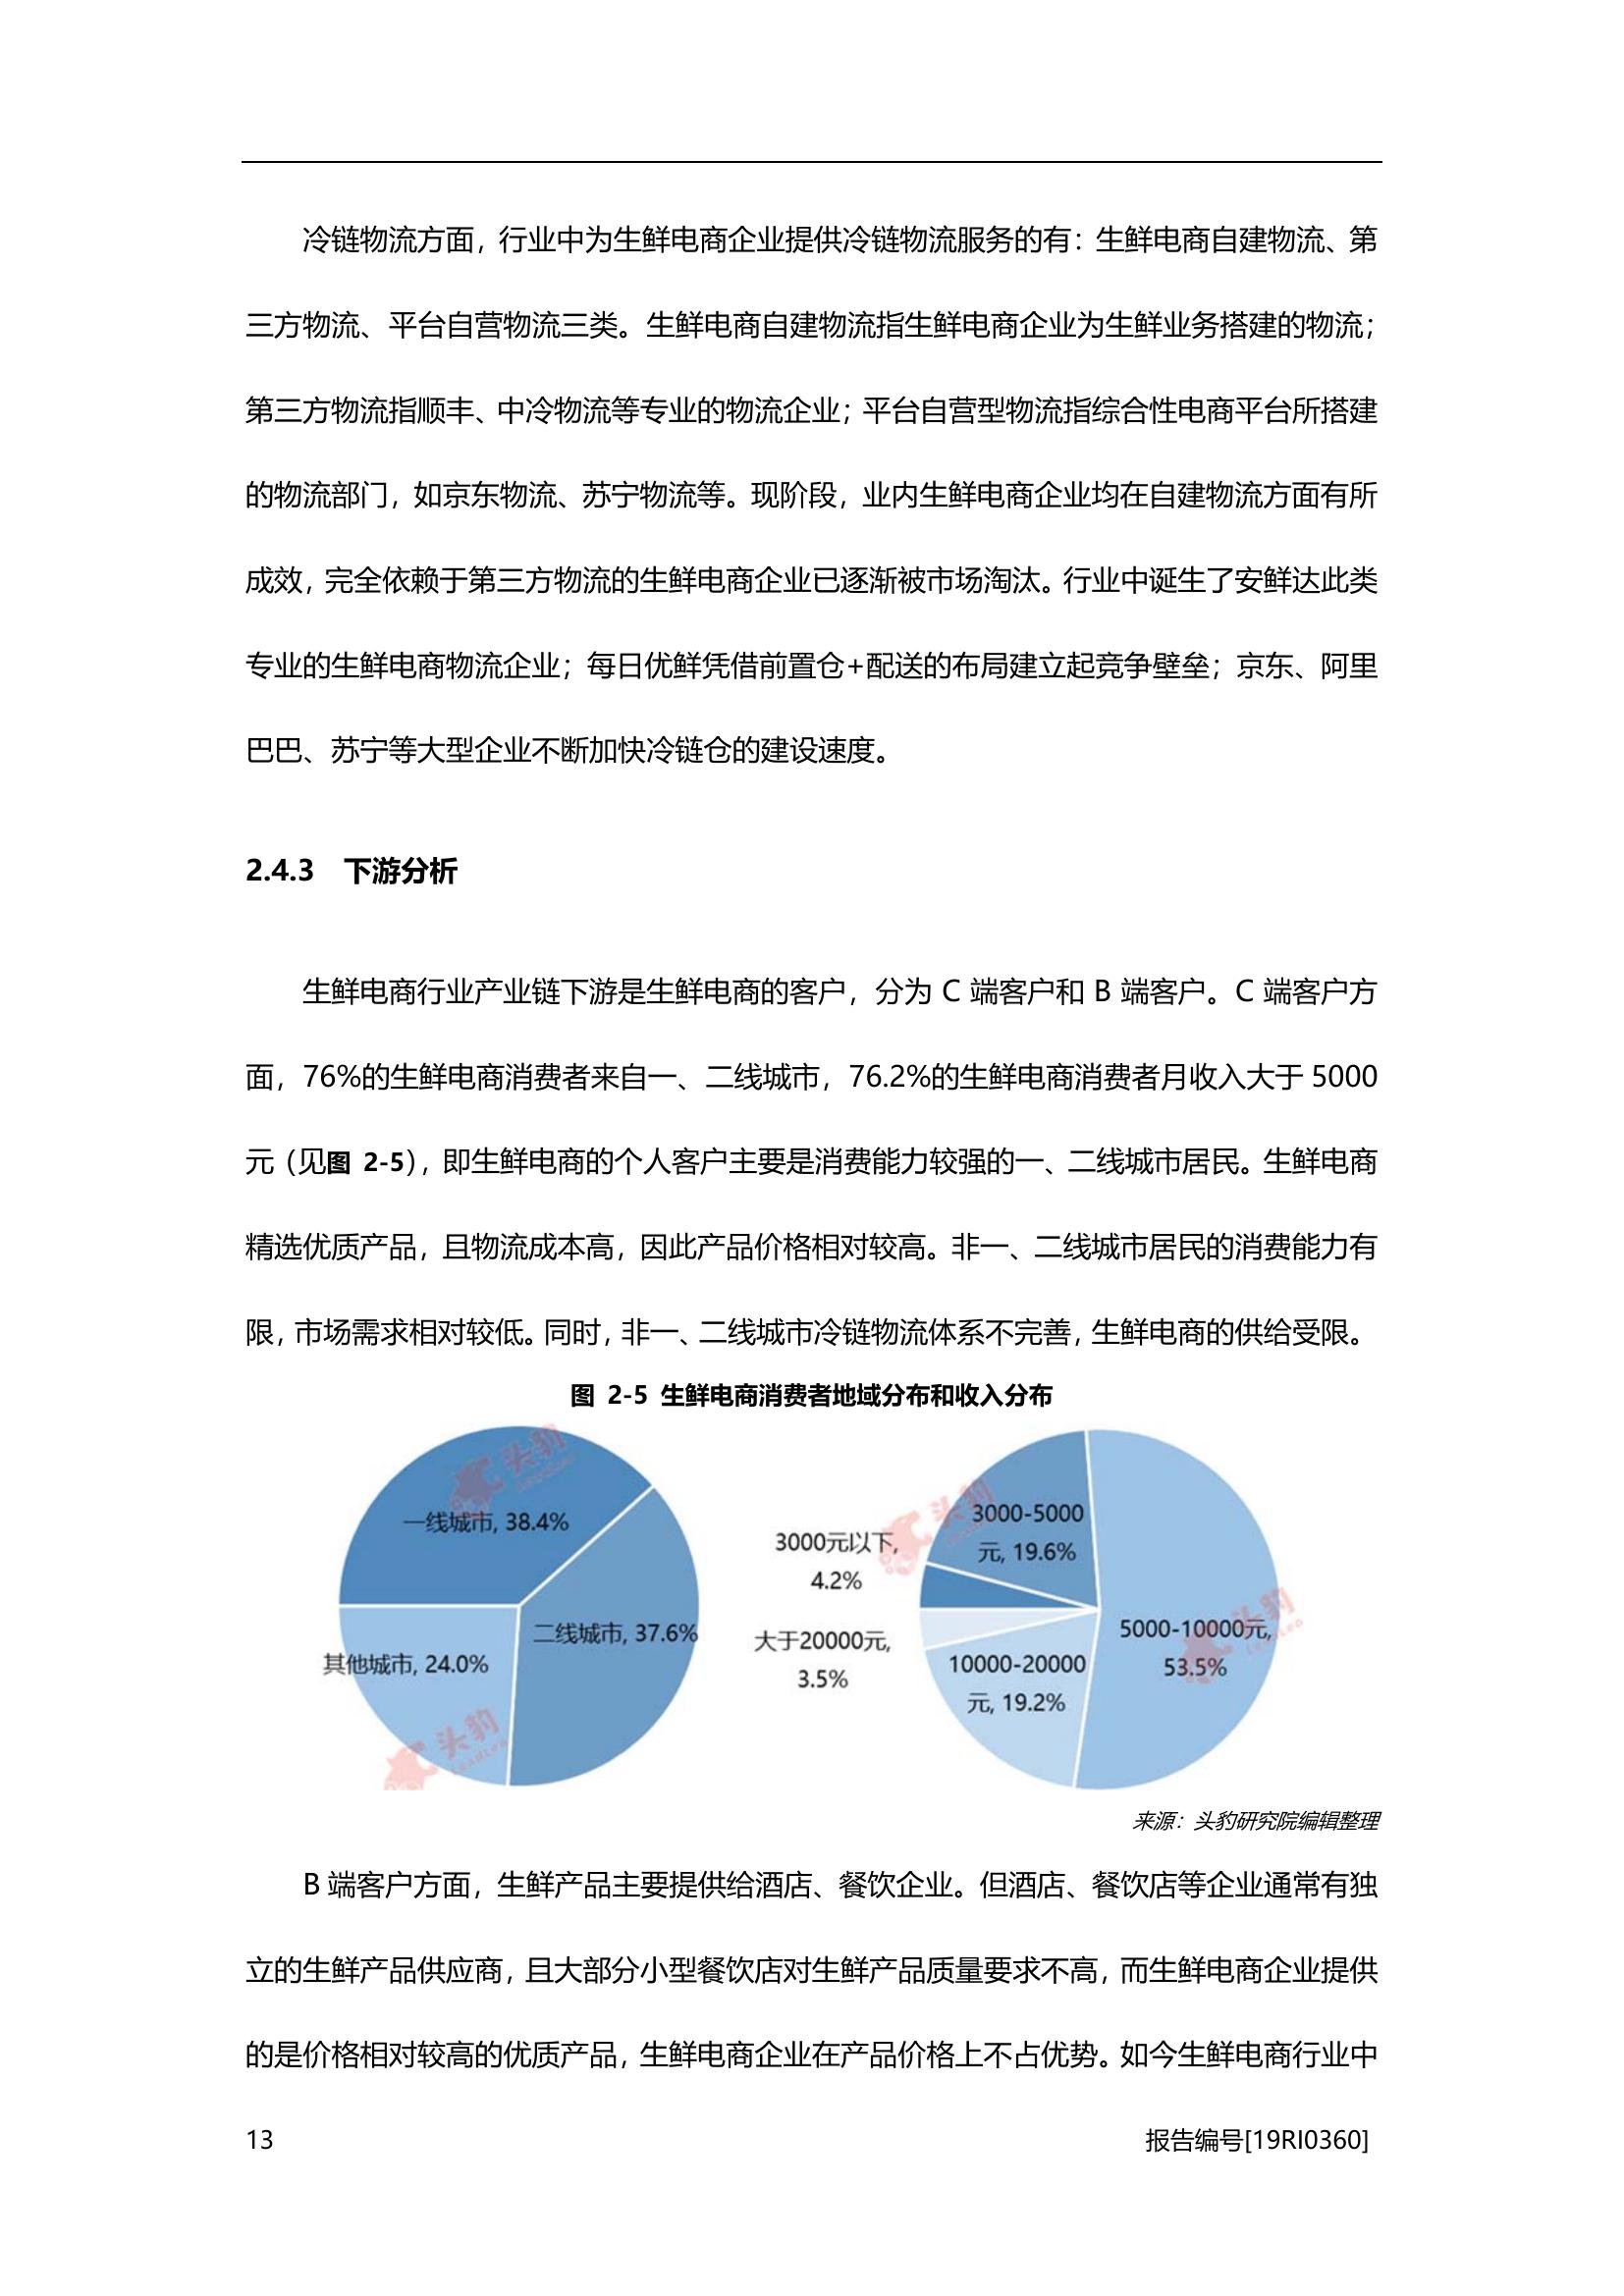 冷链物流方面，行业中为生鲜电商企业提供冷链物流服务的有：生鲜电商自建物流、第
三方物流、平台自营物流三类。生鲜电商自建物流指生鲜电商企业为生鲜业务搭建的物流；
第三方物流指顺丰、中冷物流等专业的物流企业；平台自营型物流指综合性电商平台所搭建
的物流部门，如京东物流、苏宁物流等。现阶段，业内生鲜电商企业均在自建物流方面有所
成效，完全依赖于第三方物流的生鲜电商企业已逐渐被市场淘汰。行业中诞生了安鲜达此类
专业的生鲜电商物流企业；每日优鲜凭借前置仓+配送的布局建立起竞争壁垒；京东、阿里
巴巴、苏宁等大型企业不断加快冷链仓的建设速度。
2.4.3 下游分析
生鲜电商行业产业链下游是生鲜电商的客户，分为 C 端客户和 B 端客户。C 端客户方
面，76%的生鲜电商消费者来自一、二线城市，76.2%的生鲜电商消费者月收入大于 5000
元（见图 2-5），即生鲜电商的个人客户主要是消费能力较强的一、二线城市居民。生鲜电商
精选优质产品，且物流成本高，因此产品价格相对较高。非一、二线城市居民的消费能力有
限，市场需求相对较低。同时，非一、二线城市冷链物流体系不完善，生鲜电商的供给受限。
图 2-5 生鲜电商消费者地域分布和收入分布
一线城市, 38.4%
二线城市, 37.6%
其他城市, 24.0%
头豹
LeadLeo
头豹
LeadLeo
3000元以下,
4.2%
大于20000元,
3.5%
3000-5000
元, 19.6%
5000-10000元,
53.5%
10000-20000
元, 19.2%
头豹
LeadLeo
头豹
LeadLeo
来源：头豹研究院编辑整理
B 端客户方面，生鲜产品主要提供给酒店、餐饮企业。但酒店、餐饮店等企业通常有独
立的生鲜产品供应商，且大部分小型餐饮店对生鲜产品质量要求不高，而生鲜电商企业提供
的是价格相对较高的优质产品，生鲜电商企业在产品价格上不占优势。如今生鲜电商行业中
13
报告编号[19RI0360]